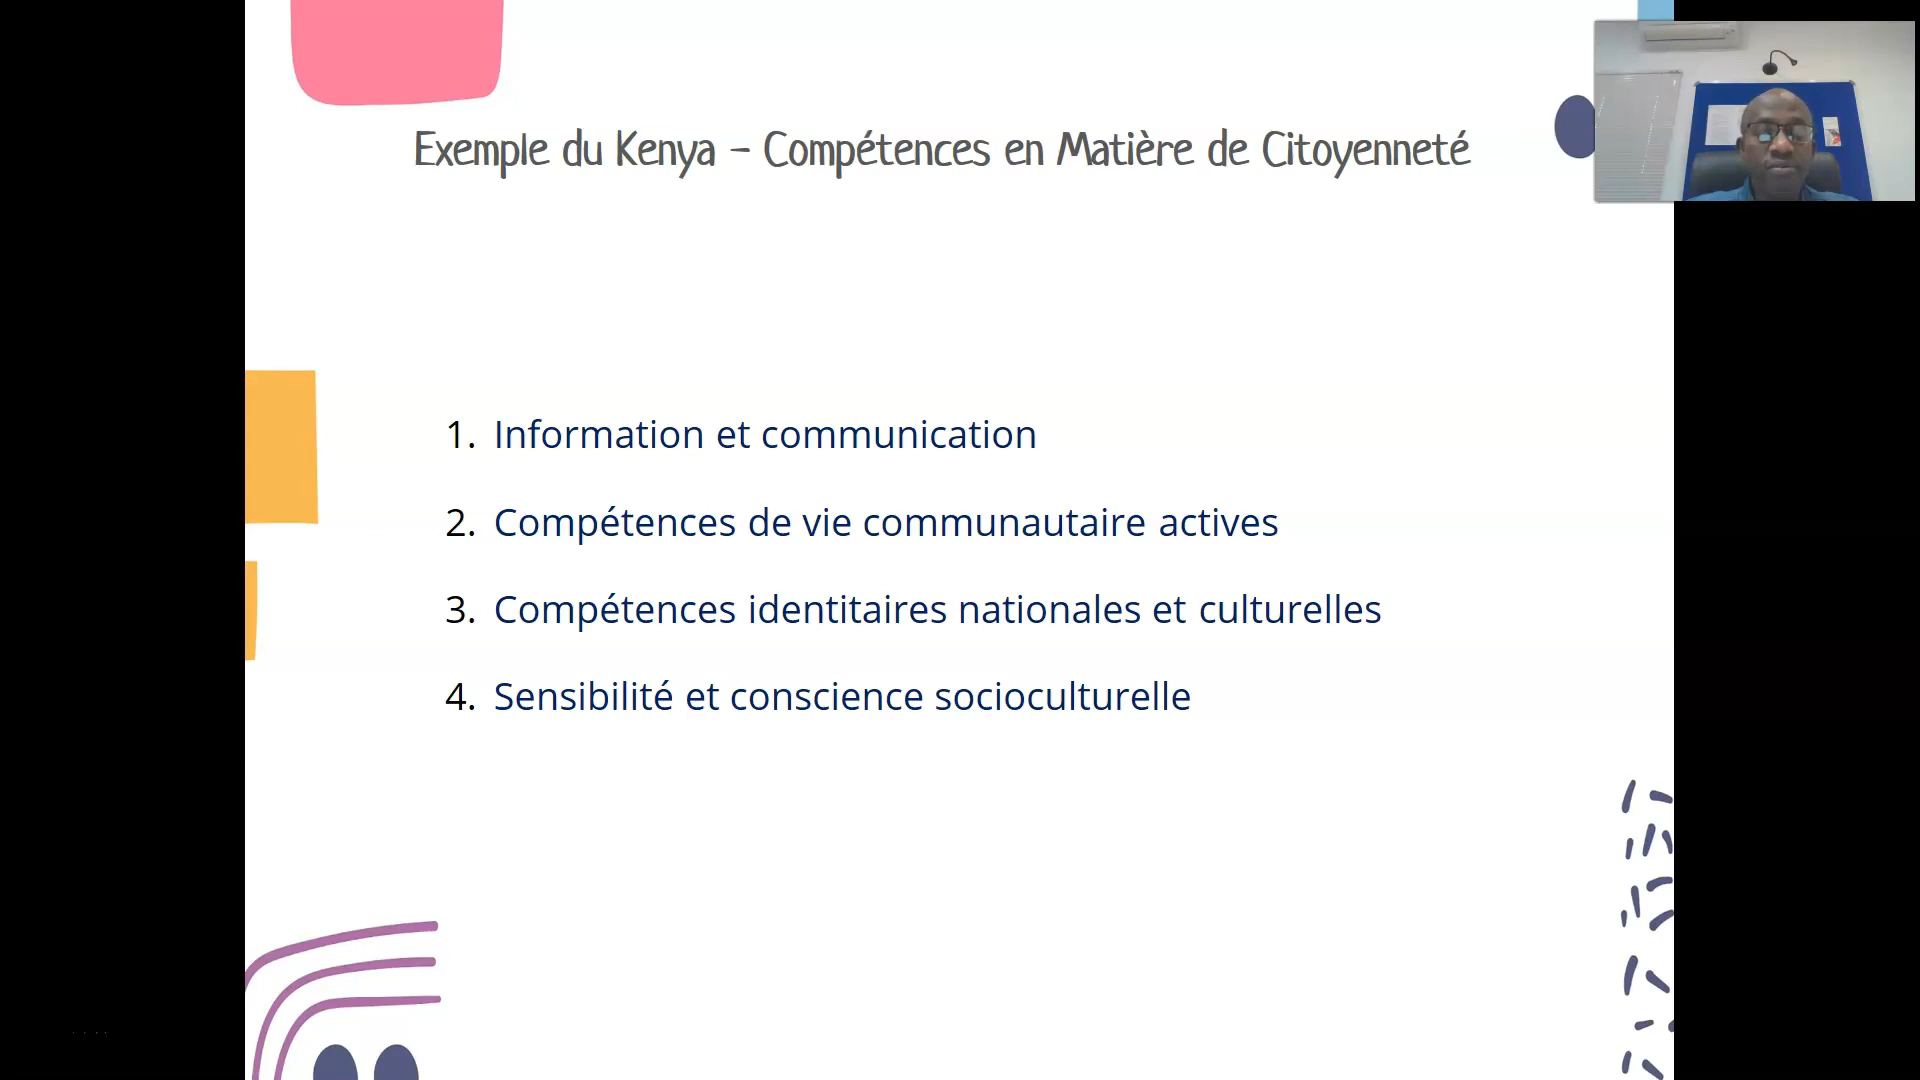 Exemple du Kenya – Compétences en Matière de Citoyenneté
1. Information et communication
2. Compétences de vie communautaire actives
3. Compétences identitaires nationales et culturelles
4. Sensibilité et conscience socioculturelle